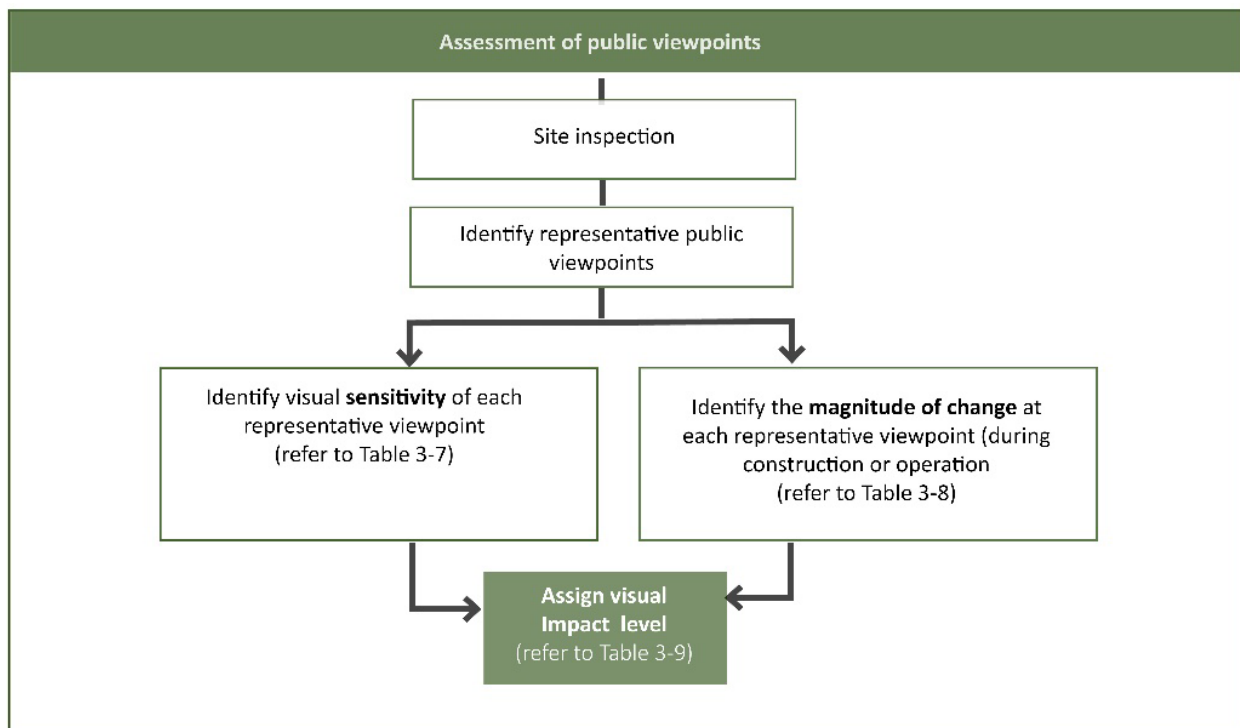 Assessment of public viewpoints
Site inspection
Identify representative public
viewpoints
Identify visual sensitivity of each
representative viewpoint
(refer to Table 3-7)
Identify the magnitude of change at
each representative viewpoint (during
construction or operation
(refer to Table 3-8)
Assign visual
Impact level
(refer to Table 3-9)